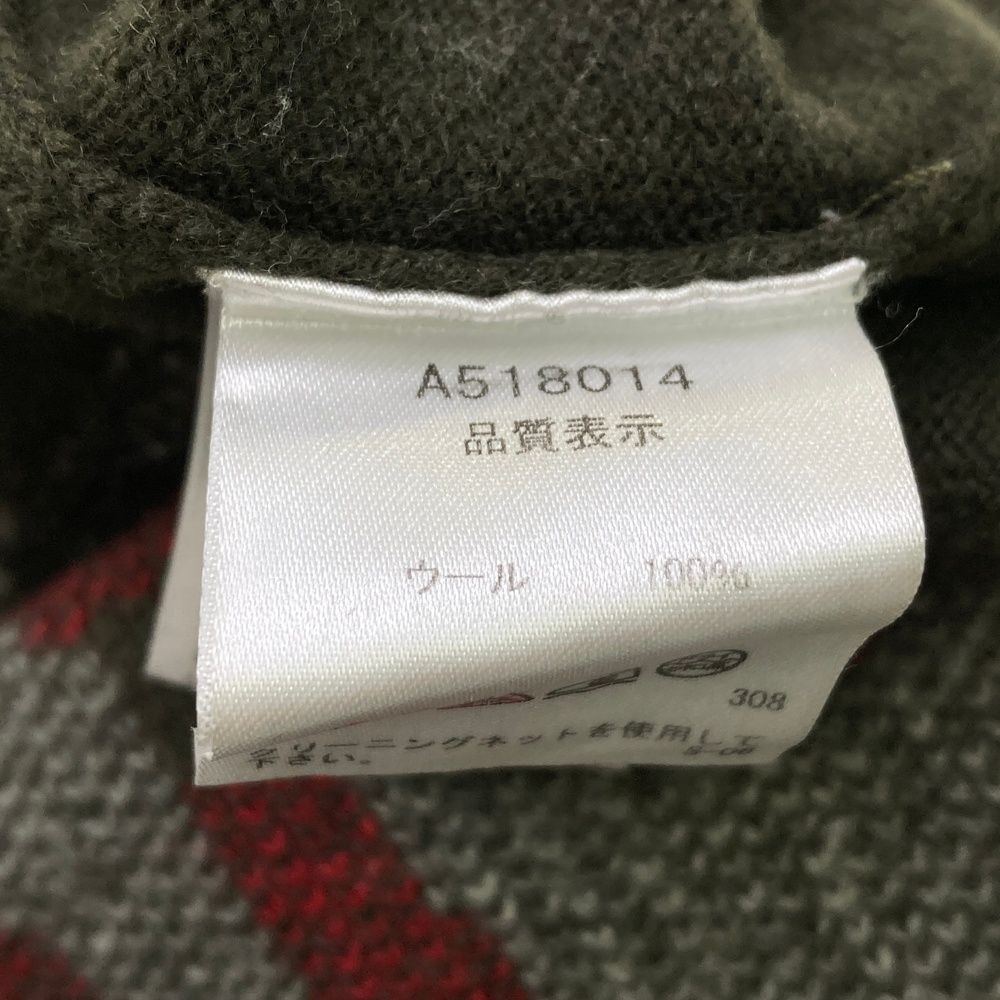 A518014
品質表示
ウール 100%
308
クリーニングネットを使用して
下さい。